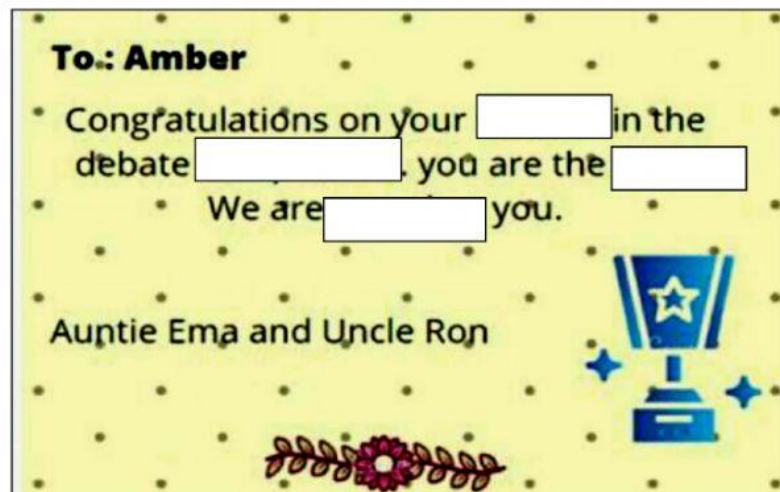 To.: Amber
Congratulations on your in the
debate . you are the
We are you.
Auntie Ema and Uncle Ron